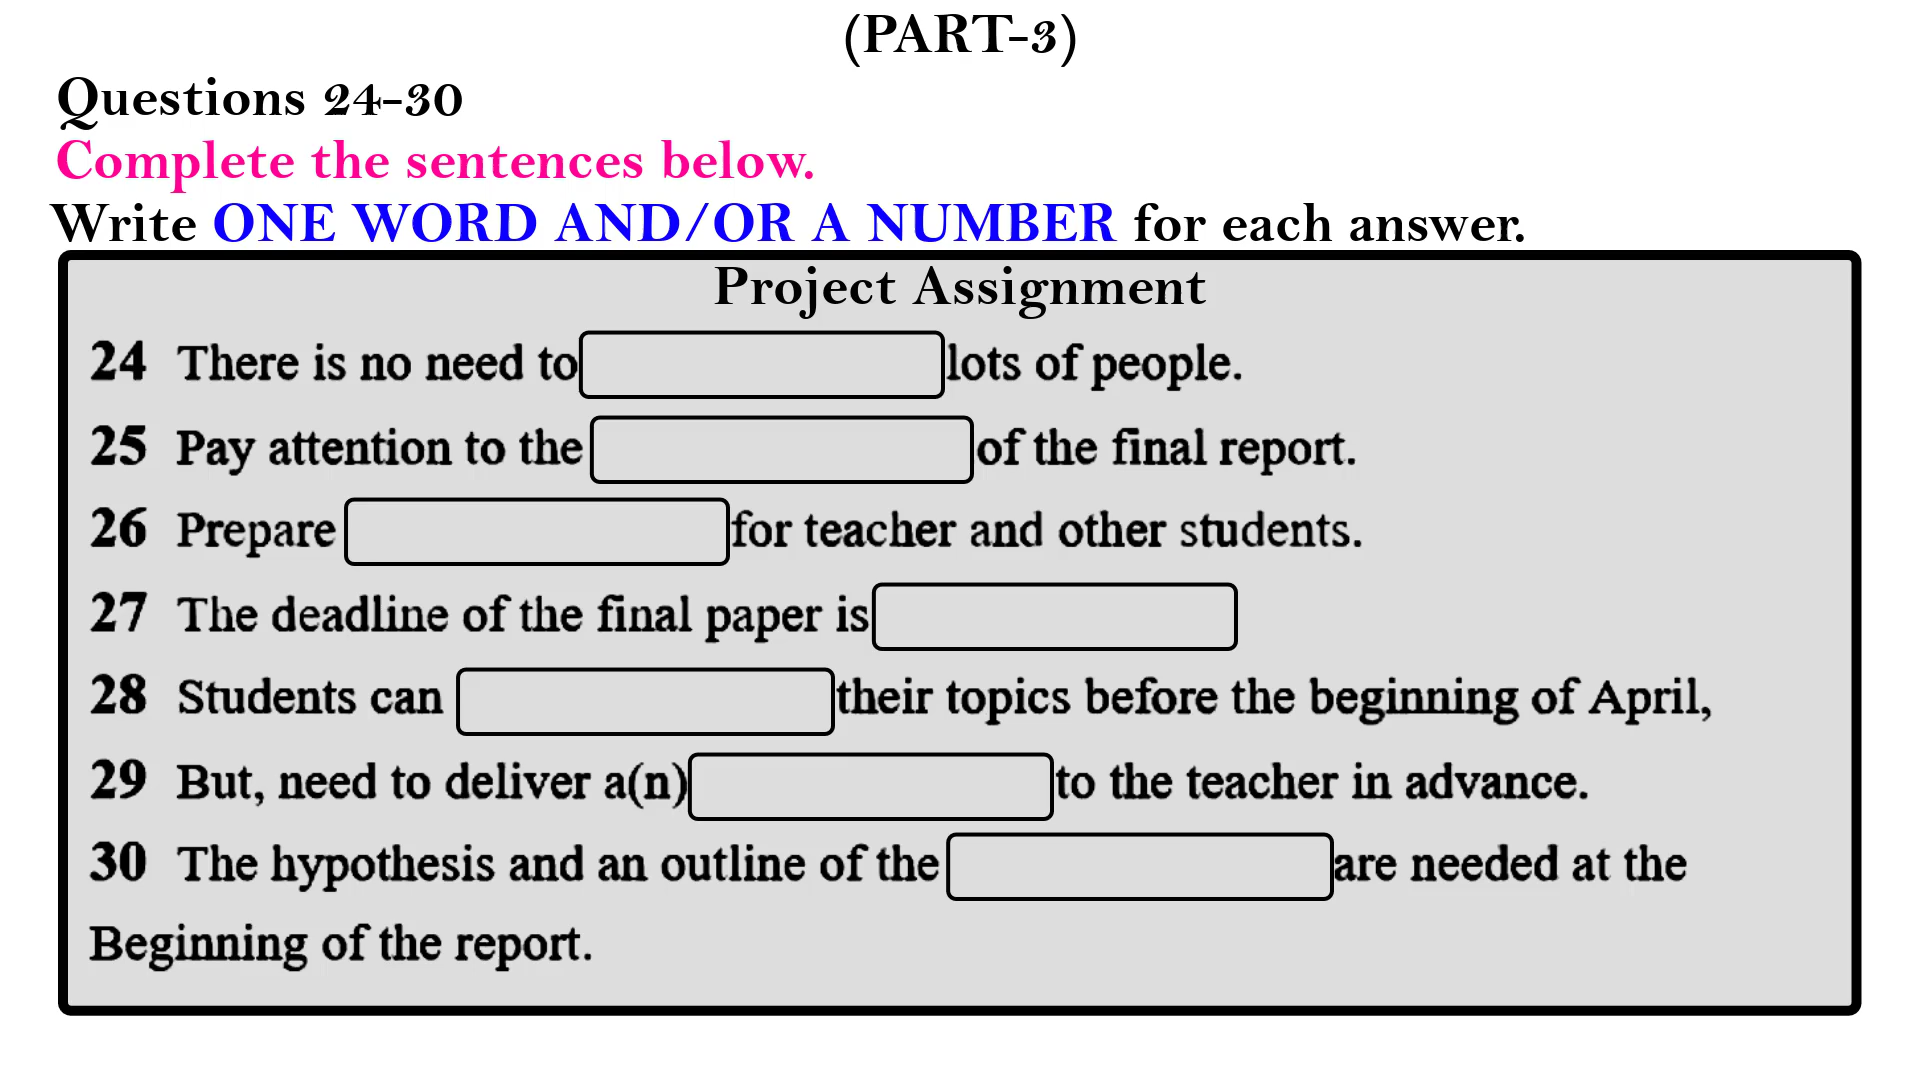 (PART-3)
Questions 24-30
Complete the sentences below.
Write ONE WORD AND/OR A NUMBER for each answer.
Project Assignment
24 There is no need to lots of people.
25 Pay attention to the of the final report.
26 Prepare for teacher and other students.
27 The deadline of the final paper is
28 Students can their topics before the beginning of April,
29 But, need to deliver a(n) to the teacher in advance.
30 The hypothesis and an outline of the are needed at the
Beginning of the report.